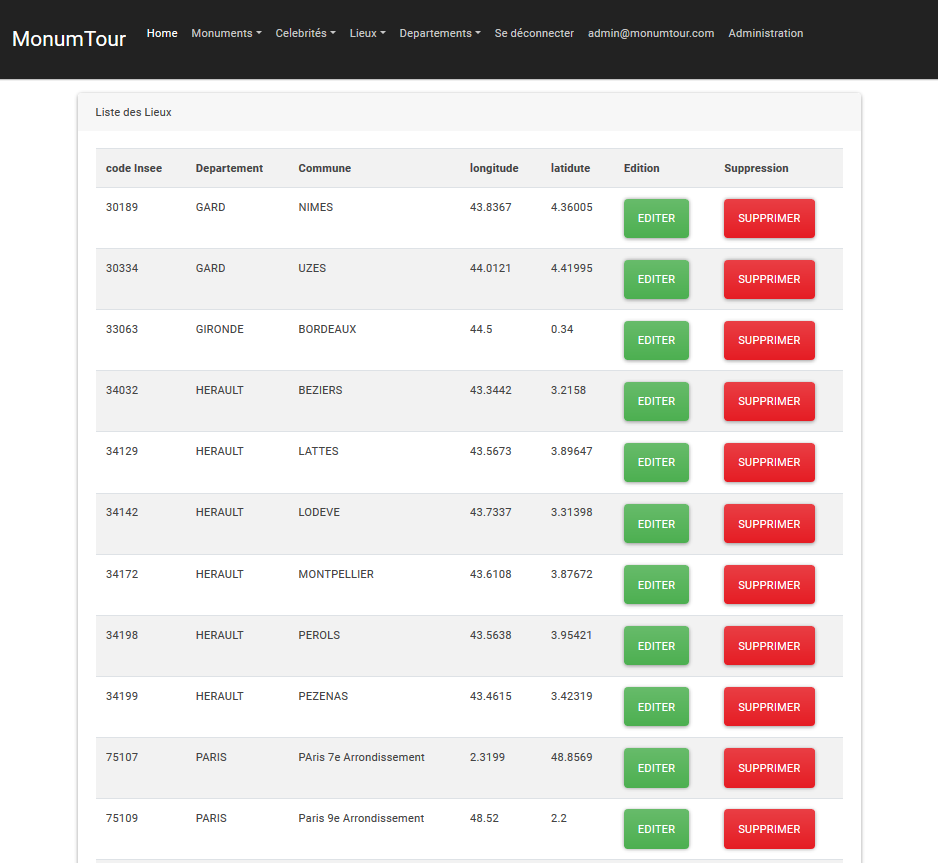 MonumTour Home Monuments Celebrités Lieux Departements Se déconnecter admin@monumtour.com Administration
Liste des Lieux
code Insee Departement Commune longitude latidute Edition Suppression
30189 GARD NIMES 43.8367 4.36005 EDITER SUPPRIMER
30334 GARD UZES 44.0121 4.41995 EDITER SUPPRIMER
33063 GIRONDE BORDEAUX 44.5 0.34 EDITER SUPPRIMER
34032 HERAULT BEZIERS 43.3442 3.2158 EDITER SUPPRIMER
34129 HERAULT LATTES 43.5673 3.89647 EDITER SUPPRIMER
34142 HERAULT LODEVE 43.7337 3.31398 EDITER SUPPRIMER
34172 HERAULT MONTPELLIER 43.6108 3.87672 EDITER SUPPRIMER
34198 HERAULT PEROLS 43.5638 3.95421 EDITER SUPPRIMER
34199 HERAULT PEZENAS 43.4615 3.42319 EDITER SUPPRIMER
75107 PARIS PAris 7e Arrondissement 2.3199 48.8569 EDITER SUPPRIMER
75109 PARIS Paris 9e Arrondissement 48.52 2.2 EDITER SUPPRIMER